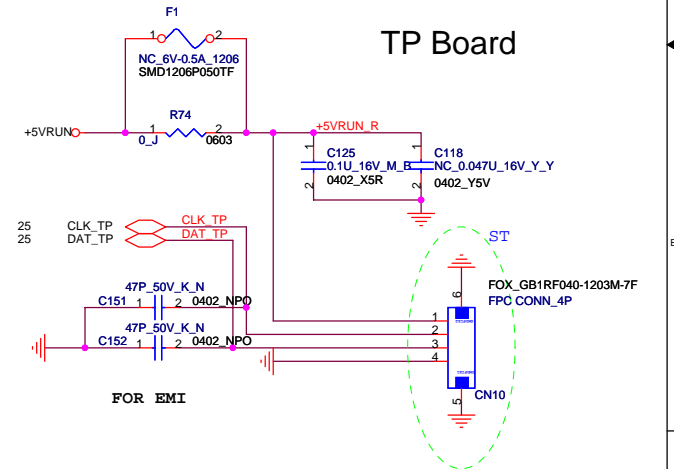 F1
TP Board
1 2
NC_6V-0.5A_1206
SMD1206P050TF
R74
+5VRUN
1 2
0_J 0603
+5VRUN_R
1 C125
0.1U_16V_M_B
2 0402_X5R
1 C118
NC_0.047U_16V_Y_Y
2 0402_Y5V
25 CLK_TP CLK_TP
25 DAT_TP DAT_TP
ST
47P_50V_K_N
C151 1 2 0402_NPO
47P_50V_K_N
C152 1 2 0402_NPO
FOR EMI
6
FOX_GB1RF040-1203M-7F
FPC CONN_4P
1
2
3
4
CN10
5